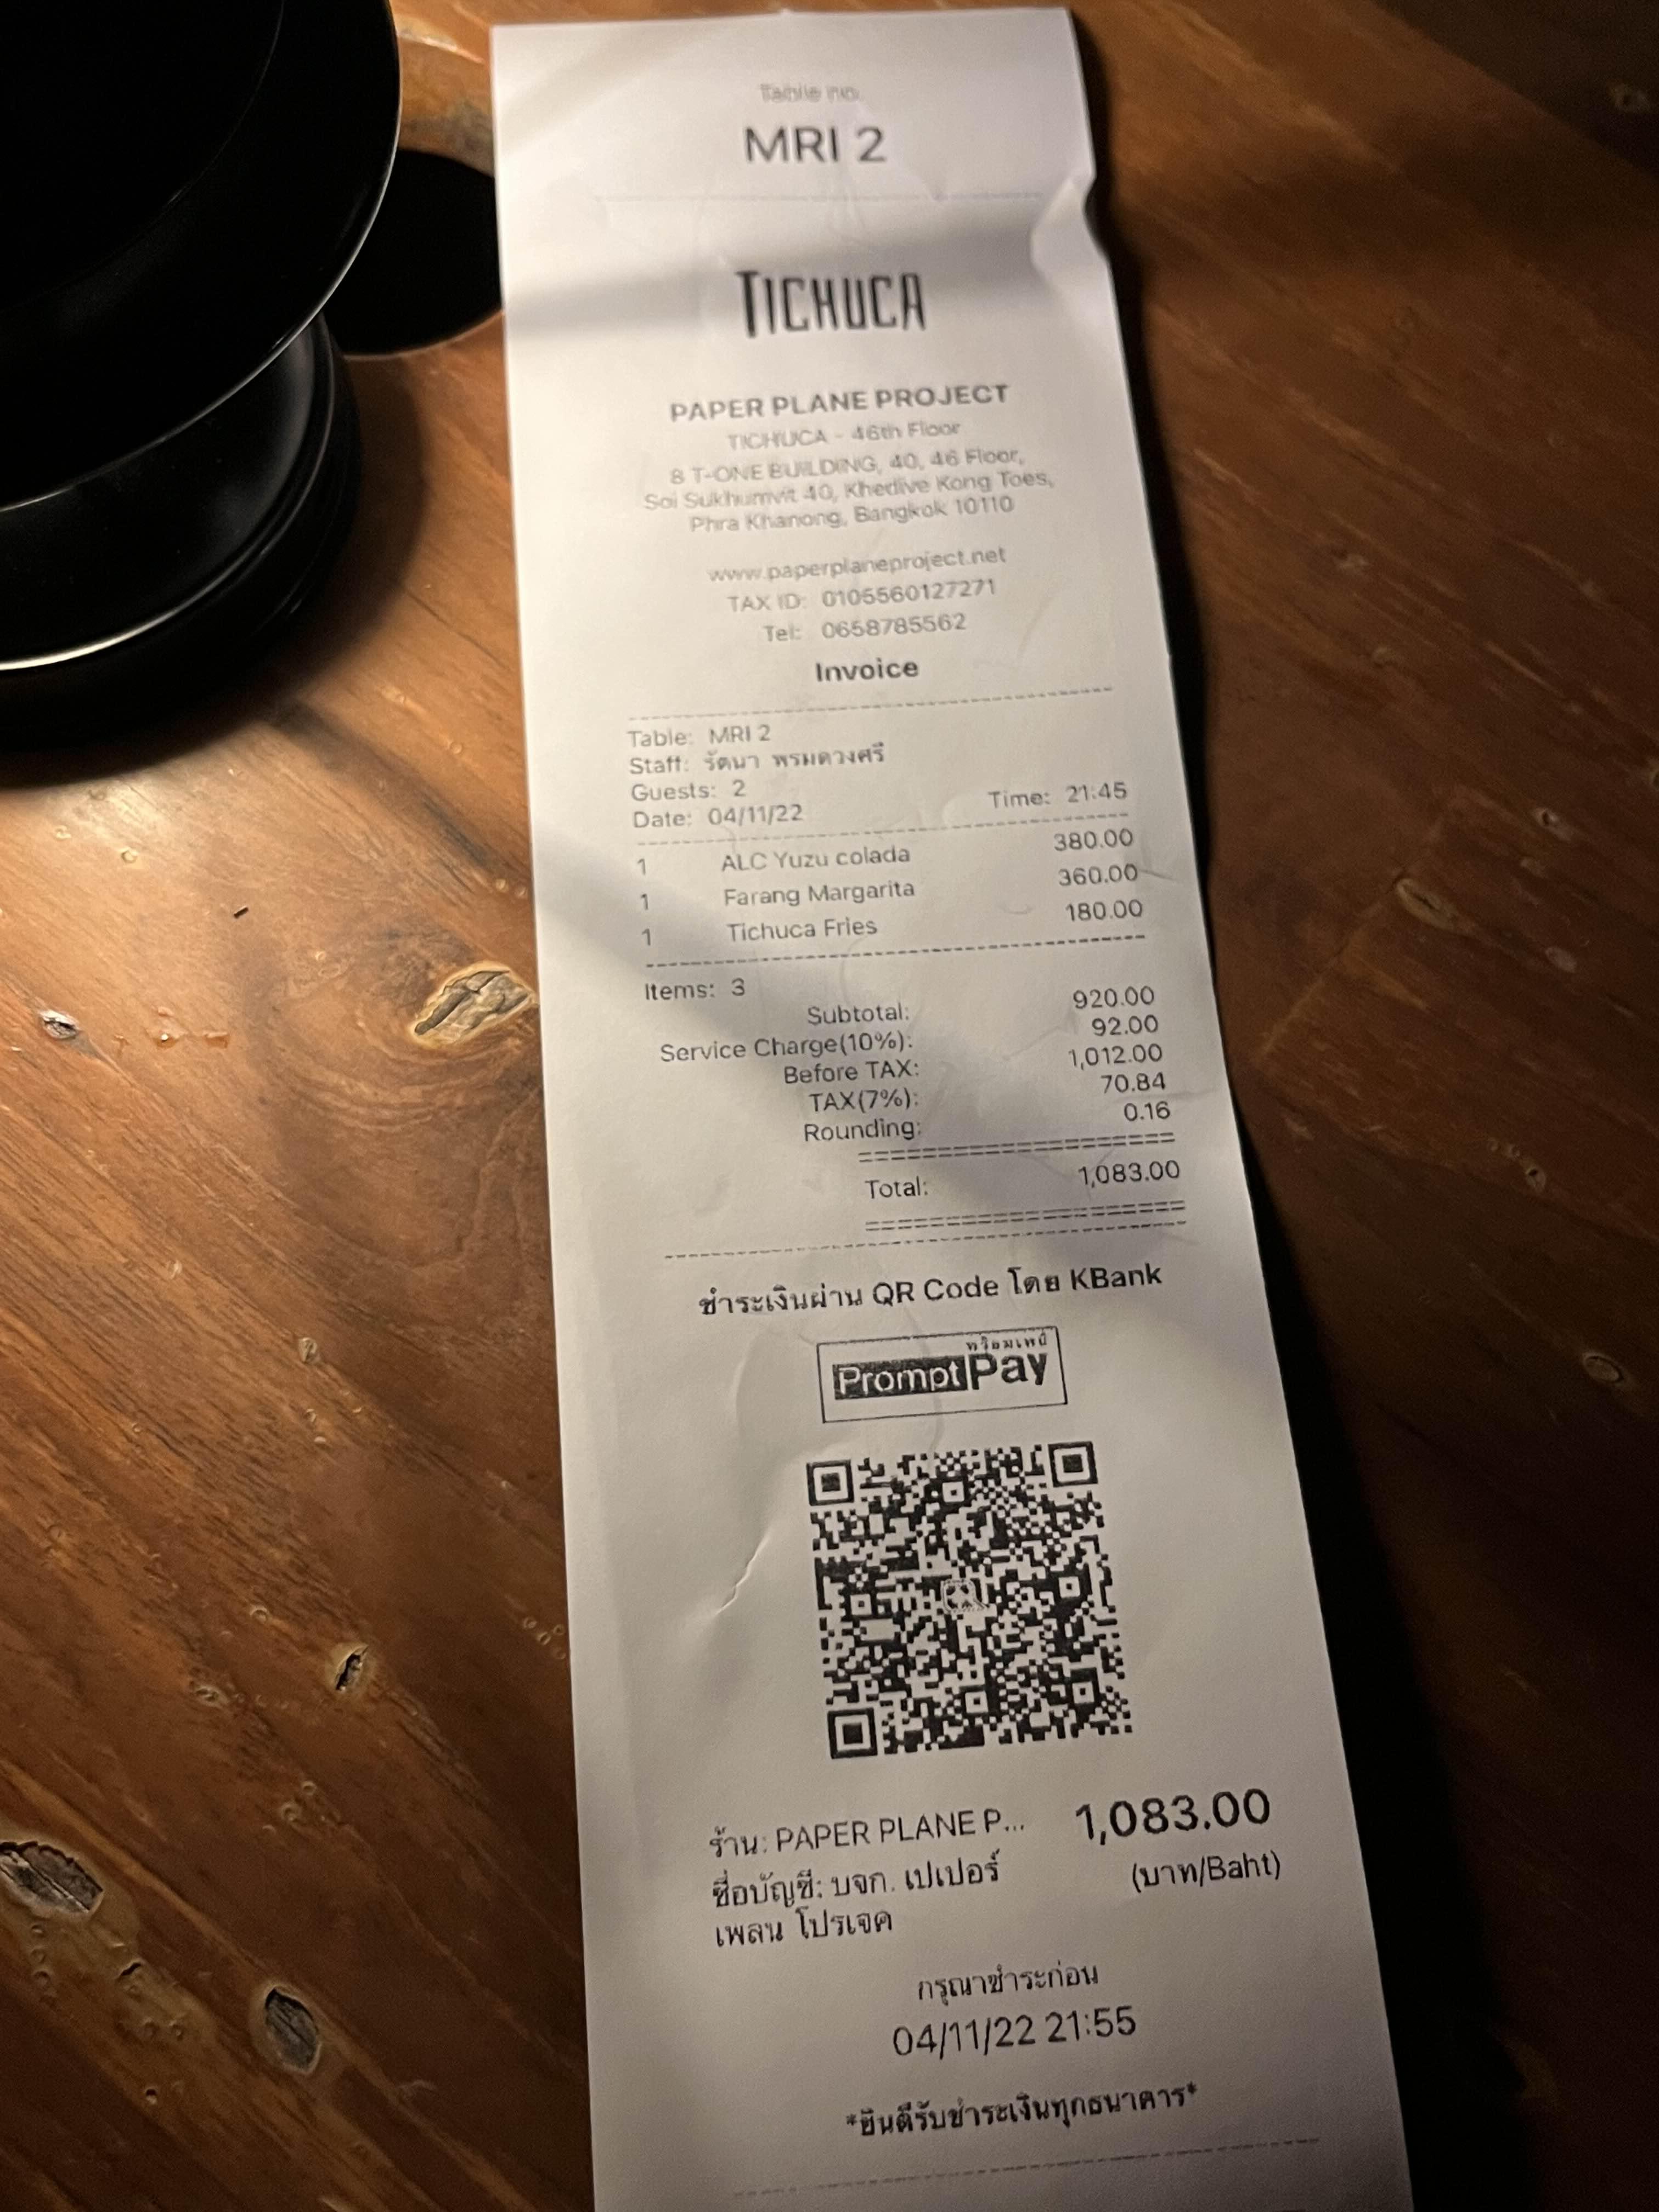 Table no.
MRI 2
TICHUCA
PAPER PLANE PROJECT
TICHUCA - 46th Floor
8 T-ONE BUILDING, 40, 46 Floor,
Soi Sukhumvit 40, Khedive Kong Toes,
Phra Khanong, Bangkok 10110
www.paperplaneproject.net
TAX ID: 0105560127271
Tel: 0658785562
Invoice
Table: MRI 2
Staff: รัตนา พรมดวงศรี
Guests: 2
Date: 04/11/22 Time: 21:45
1 ALC Yuzu colada 380.00
1 Farang Margarita 360.00
1 Tichuca Fries 180.00
Items: 3
Subtotal: 920.00
Service Charge(10%): 92.00
Before TAX: 1,012.00
TAX(7%): 70.84
Rounding: 0.16
Total: 1,083.00
ชำระเงินผ่าน QR Code โดย KBank
พร้อมเพย์
PromptPay
ร้าน: PAPER PLANE P... 1,083.00
ชื่อบัญชี: บจก. เปเปอร์ (บาท/Baht)
เพลน โปรเจค
กรุณาชำระก่อน
04/11/22 21:55
*ยินดีรับชำระเงินทุกธนาคาร*